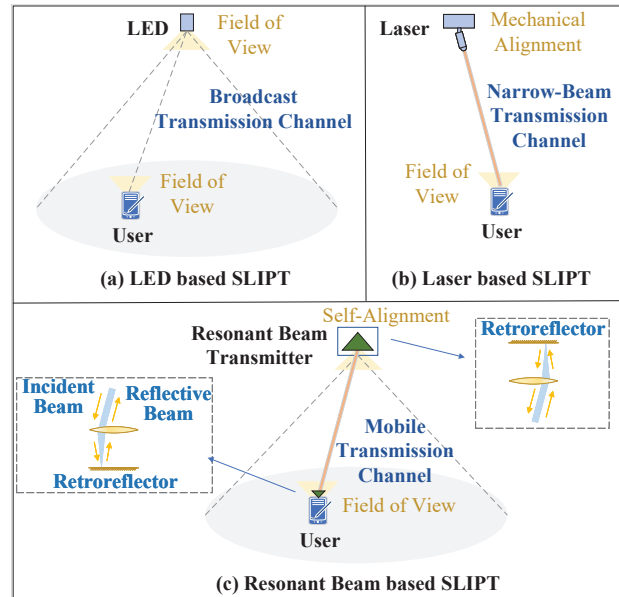 LED
Field of
View
Broadcast
Transmission Channel
Field of
View
User
(a) LED based SLIPT
Laser
Mechanical
Alignment
Narrow-Beam
Transmission
Channel
Field of
View
User
(b) Laser based SLIPT
Self-Alignment
Resonant Beam
Transmitter
Retroreflector
Incident
Beam
Reflective
Beam
Retroreflector
Mobile
Transmission
Channel
Field of View
User
(c) Resonant Beam based SLIPT